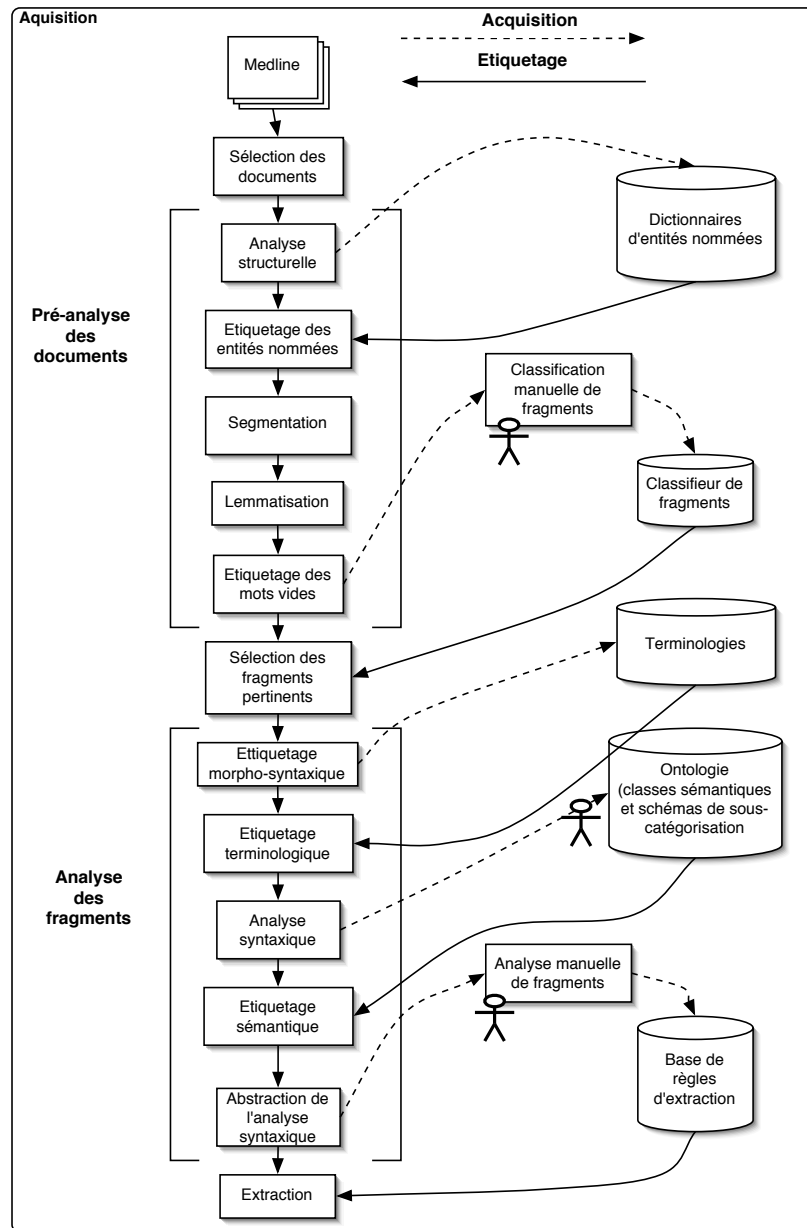 Aquisition
Acquisition
Etiquetage
Medline
Sélection des
documents
Dictionnaires
d'entités nommées
Analyse
structurelle
Pré-analyse
des
documents
Etiquetage des
entités nommées
Classification
manuelle de
fragments
Segmentation
Classifieur de
fragments
Lemmatisation
Etiquetage des
mots vides
Sélection des
fragments
pertinents
Terminologies
Ettiquetage
morpho-syntaxique
Ontologie
(classes sémantiques
et schémas de sous-
catégorisation
Etiquetage
terminologique
Analyse
des
fragments
Analyse
syntaxique
Analyse manuelle
de fragments
Etiquetage
sémantique
Base de
règles
d'extraction
Abstraction de
l'analyse
syntaxique
Extraction